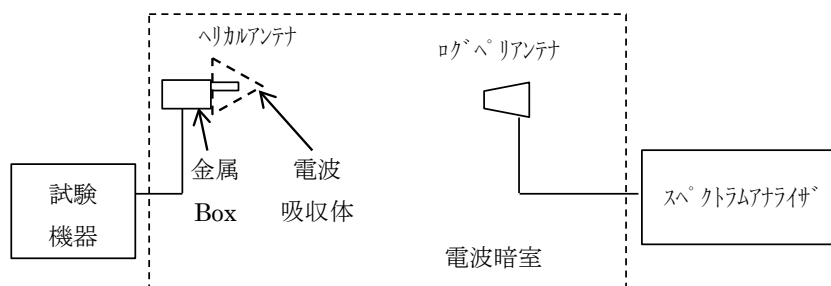 ﾍﾘｶﾙｱﾝﾃﾅ
ﾛｸﾞﾍﾟﾘｱﾝﾃﾅ
金属
Box
電波
吸収体
試験
機器
ｽﾍﾟｸﾄﾗﾑｱﾅﾗｲｻﾞ
電波暗室